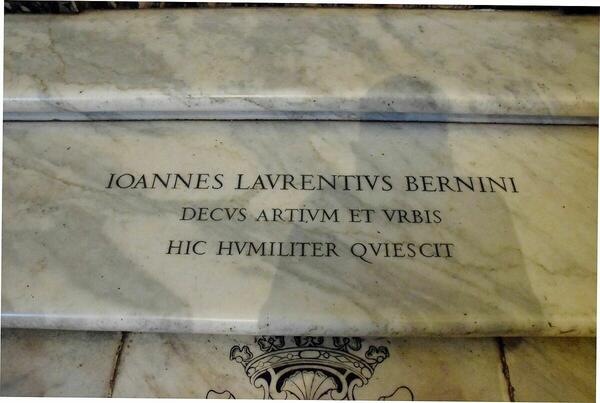 IOANNES LAVRENTIVS BERNINI
DECVS ARTIVM ET VRBIS
HIC HVMILITER QVIESCIT